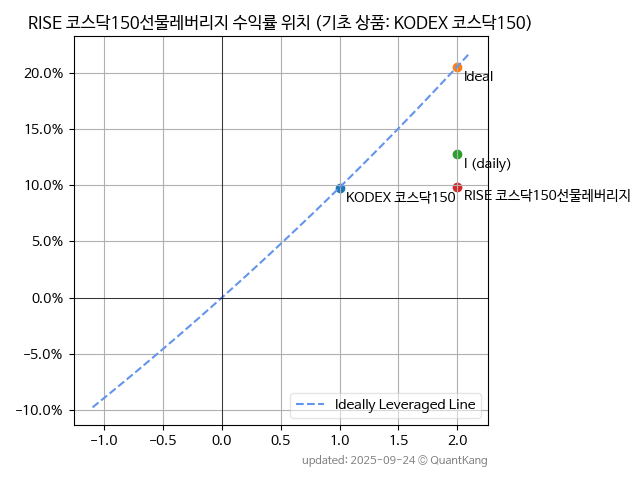 RISE 코스닥150선물레버리지 수익률 위치 (기초 상품: KODEX 코스닥150)
20.0%
15.0%
10.0%
5.0%
0.0%
−5.0%
−10.0%
Ideal
I (daily)
KODEX 코스닥150
RISE 코스닥150선물레버리지
Ideally Leveraged Line
−1.0
−0.5
0.0
0.5
1.0
1.5
2.0
updated: 2025-09-24 © QuantKang